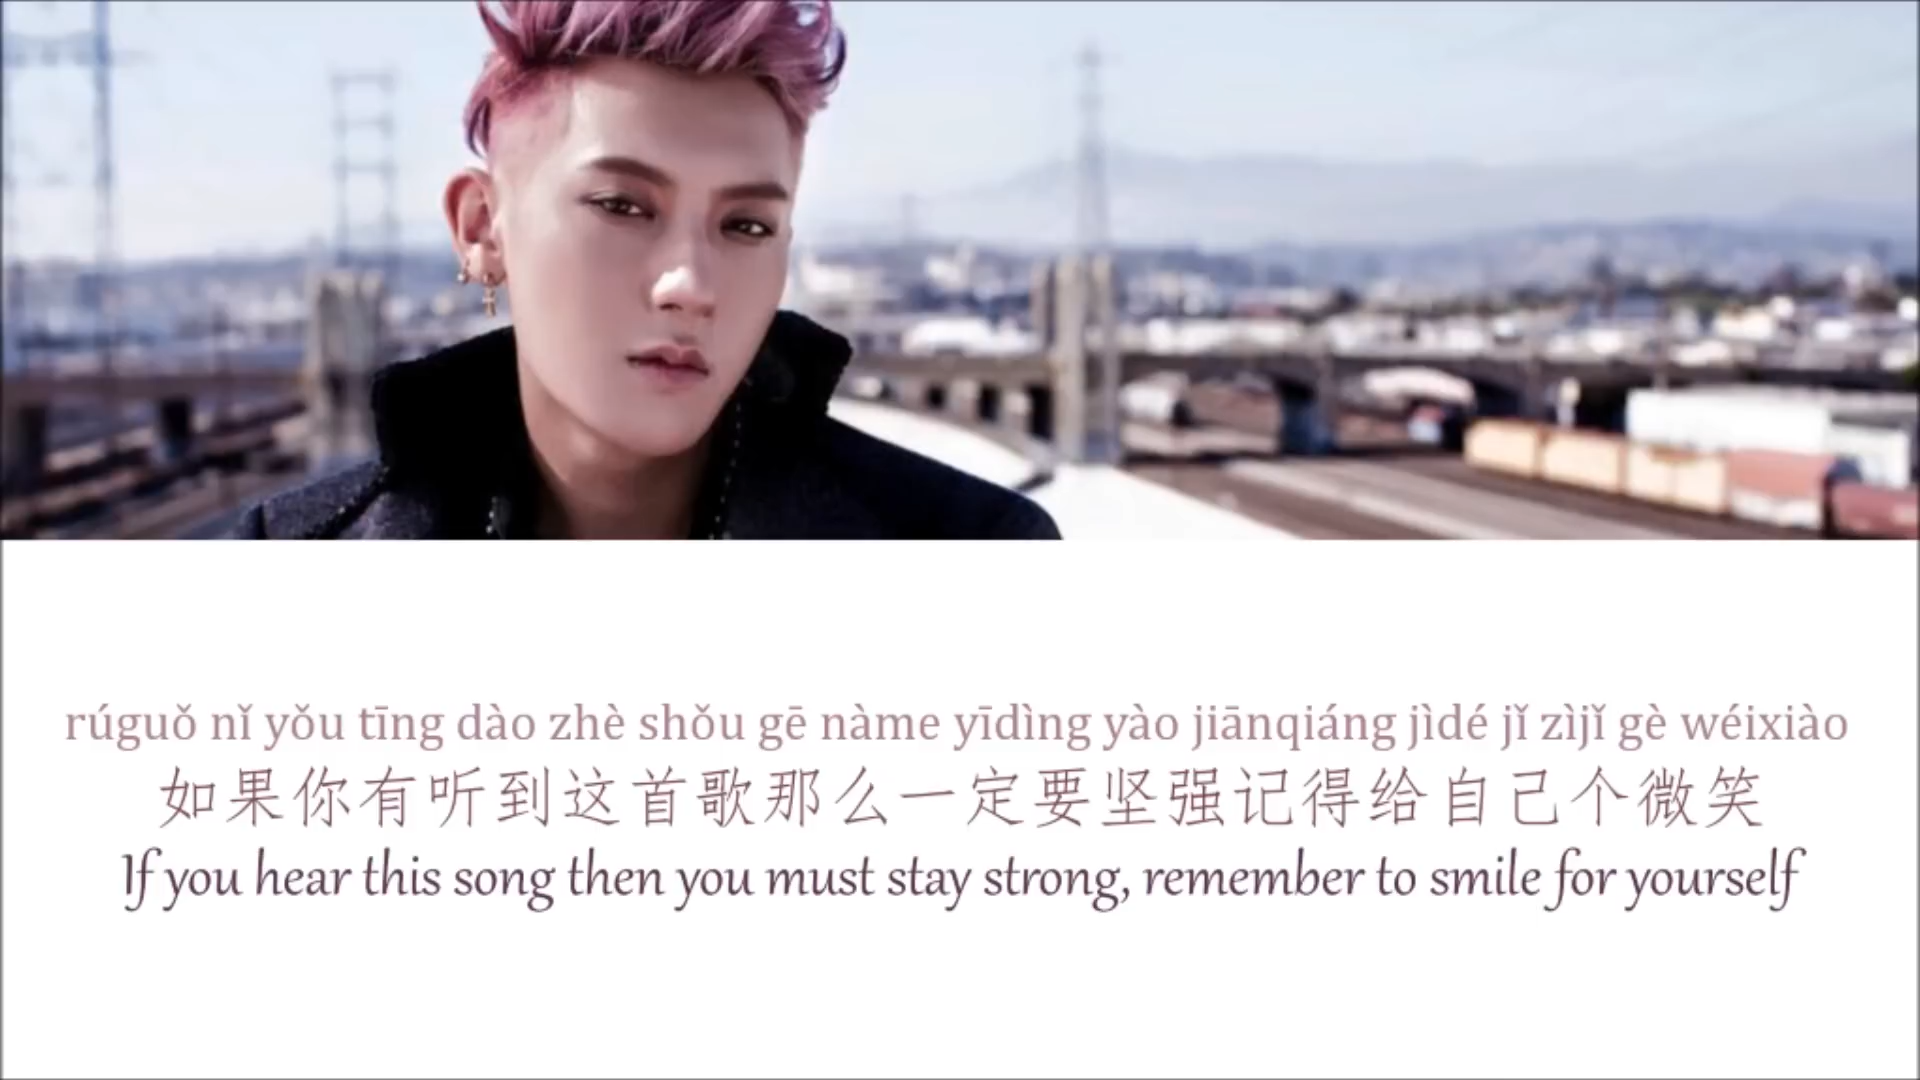 rúguǒ nǐ yǒu tīng dào zhè shǒu gē nàme yīdìng yào jiānqiáng jìdé jǐ zìjǐ gè wéixiào
如果你有听到这首歌那么一定要坚强记得给自己个微笑
If you hear this song then you must stay strong, remember to smile for yourself